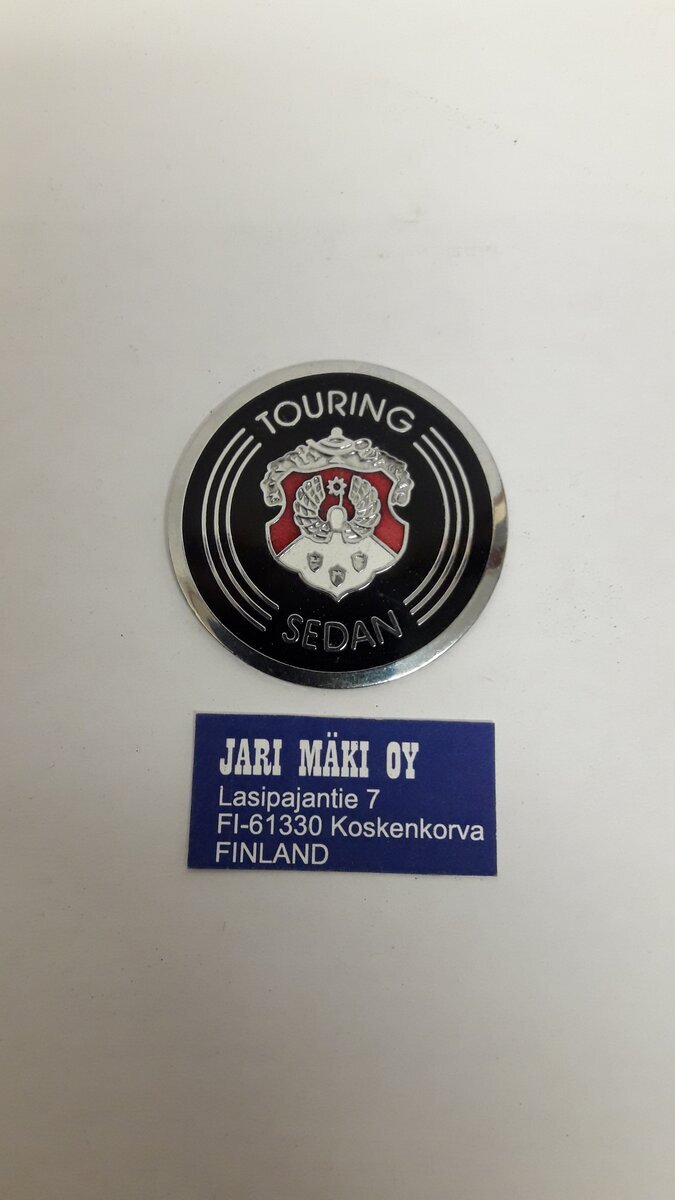 TOURING
SEDAN
JARI MÄKI OY
Lasipajantie 7
FI-61330 Koskenkorva
FINLAND